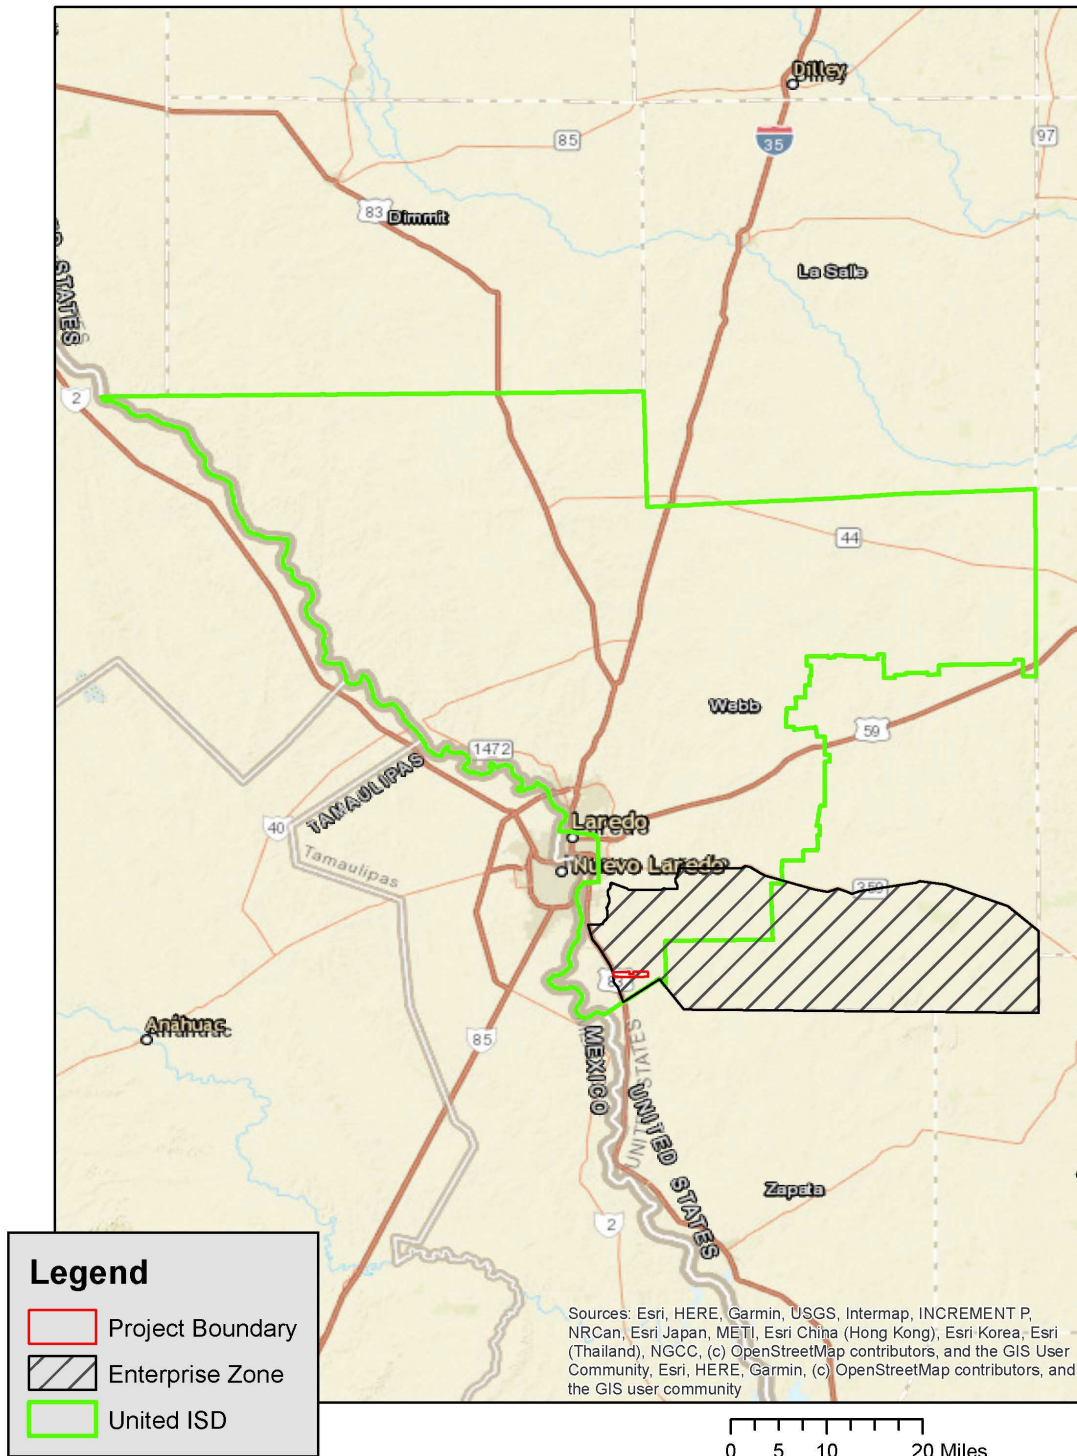 Dilley
85
35
97
83
Dimmit
La Salle
STATES
2
44
Webb
59
1472
TAMAULIPAS
Laredo
40
Tamaulipas
Nuevo Laredo
359
83
Anáhuac
85
MEXICO
UNITED STATES
UNITED STATES
Zapata
2
Legend
Project Boundary
Enterprise Zone
United ISD
Sources: Esri, HERE, Garmin, USGS, Intermap, INCREMENT P,
NRCan, Esri Japan, METI, Esri China (Hong Kong), Esri Korea, Esri
(Thailand), NGCC, (c) OpenStreetMap contributors, and the GIS User
Community, Esri, HERE, Garmin, (c) OpenStreetMap contributors, and
the GIS user community
0 5 10 20 Miles